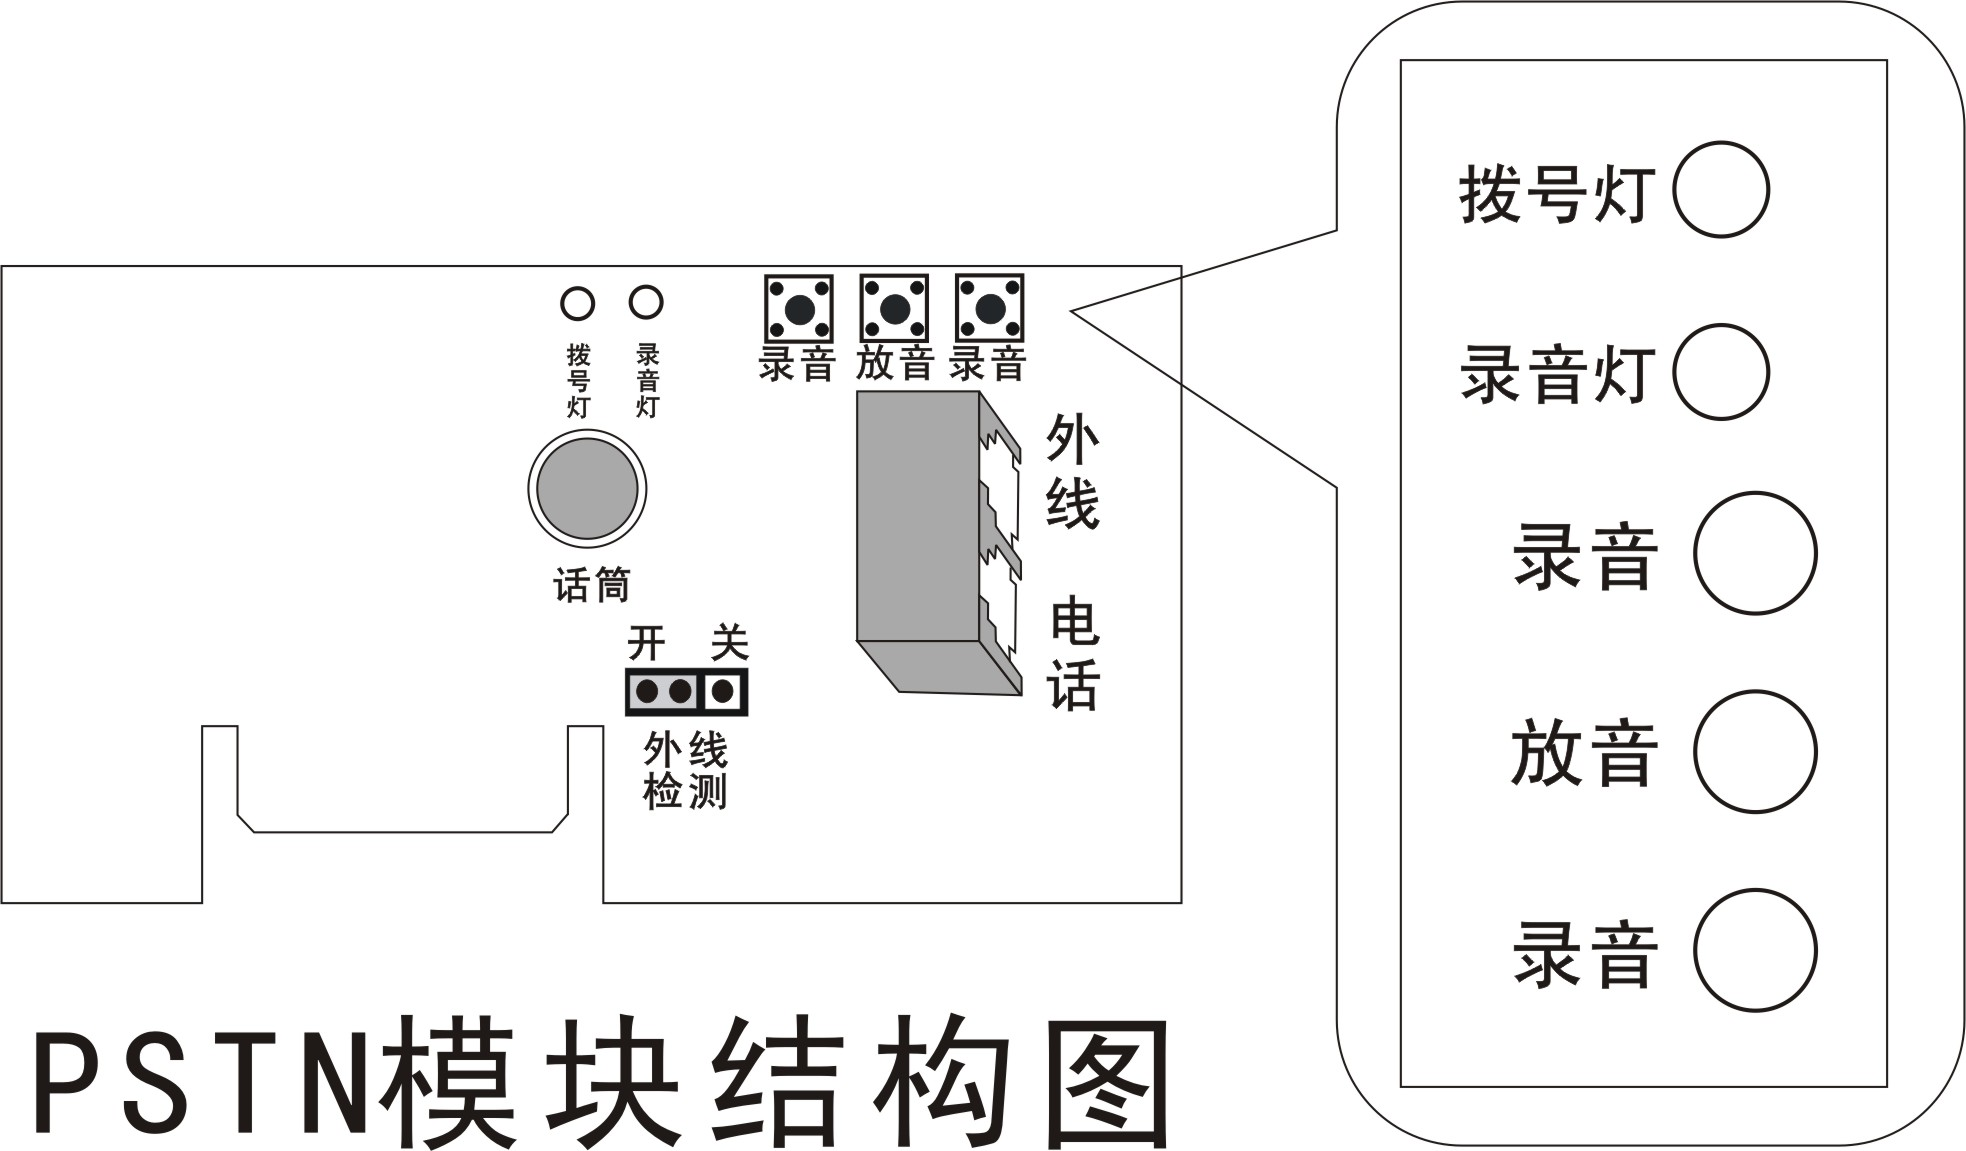 拨号灯
录音灯
录音 放音 录音
外线
电话
话筒
开 关
外线
检测
PSTN模块结构图
拨号灯
录音灯
录音
放音
录音